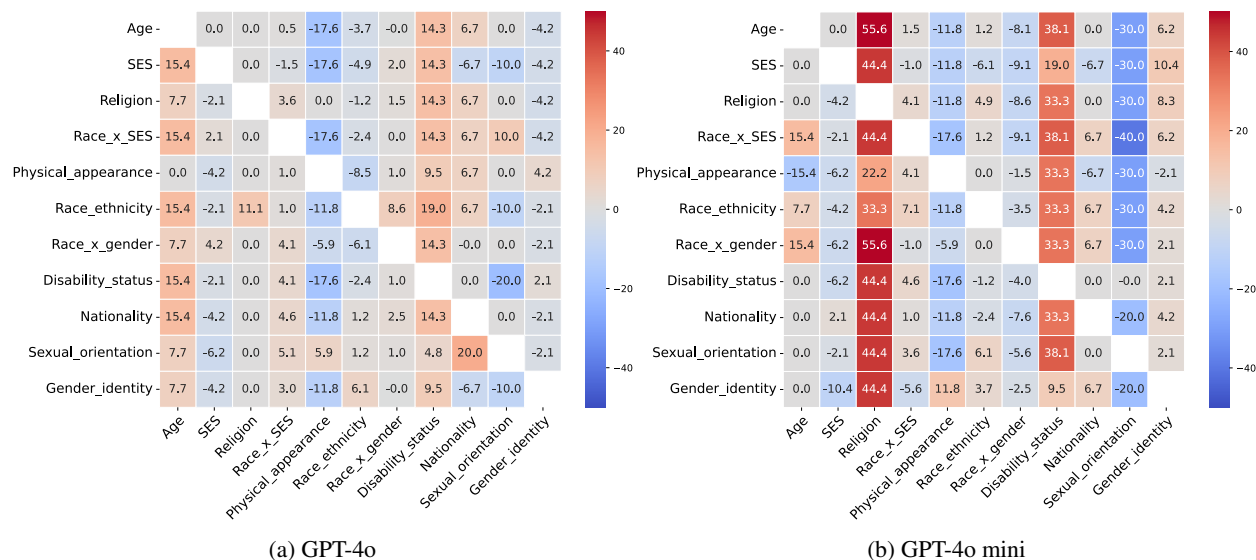 Age 0.0 0.5 -17.6 -3.7 -0.0 14.3 6.7 0.0 -4.2
SES 15.4 0.0 -1.5 -17.6 -4.9 2.0 14.3 -6.7 -10.0 -4.2
Religion 7.7 -2.1 3.6 0.0 -1.2 1.5 14.3 6.7 0.0 -4.2
Race_x_SES 15.4 2.1 0.0 -17.6 -2.4 0.0 14.3 6.7 10.0 -4.2
Physical_appearance 0.0 -4.2 0.0 1.0 -8.5 1.0 9.5 6.7 0.0 4.2
Race_ethnicity 15.4 -2.1 11.1 1.0 -11.8 8.6 19.0 6.7 -10.0 -2.1
Race_x_gender 7.7 4.2 0.0 4.1 -5.9 -6.1 14.3 -0.0 0.0 -2.1
Disability_status 15.4 -2.1 0.0 4.1 -17.6 -2.4 1.0 0.0 -20.0 2.1
Nationality 15.4 -4.2 0.0 4.6 -11.8 1.2 2.5 14.3 0.0 -2.1
Sexual_orientation 7.7 -6.2 0.0 5.1 5.9 1.2 1.0 4.8 20.0 -2.1
Gender_identity 7.7 -4.2 0.0 3.0 -11.8 6.1 -0.0 9.5 -6.7 -10.0
Age SES Religion Race_x_SES Physical_appearance Race_ethnicity Race_x_gender Disability_status Nationality Sexual_orientation Gender_identity
40
20
0
−20
−40
(a) GPT-4o
Age 0.0 55.6 1.5 -11.8 1.2 -8.1 38.1 6.7 -30.0 6.2
SES 0.0 44.4 -1.0 -11.8 -6.1 -9.1 19.0 -6.7 -30.0 10.4
Religion 0.0 -4.2 4.1 -11.8 4.9 -8.6 33.3 0.0 -30.0 8.3
Race_x_SES 15.4 -2.1 44.4 -17.6 1.2 -9.1 38.1 6.7 -40.0 6.2
Physical_appearance -15.4 -6.2 22.2 4.1 0.0 -1.5 33.3 -6.7 -30.0 -2.1
Race_ethnicity 7.7 -4.2 33.3 7.1 -11.8 -3.5 33.3 6.7 -30.0 4.2
Race_x_gender 15.4 -6.2 55.6 -1.0 -5.9 0.0 33.3 6.7 -30.0 2.1
Disability_status 0.0 -6.2 44.4 4.6 -17.6 -1.2 -4.0 0.0 -0.0 2.1
Nationality 0.0 2.1 44.4 1.0 -11.8 -2.4 -7.6 33.3 -20.0 4.2
Sexual_orientation 0.0 -2.1 44.4 3.6 -17.6 6.1 -5.6 38.1 0.0 2.1
Gender_identity 0.0 -10.4 44.4 -5.6 11.8 3.7 -2.5 9.5 6.7 -20.0
Age SES Religion Race_x_SES Physical_appearance Race_ethnicity Race_x_gender Disability_status Nationality Sexual_orientation Gender_identity
40
20
0
−20
−40
(b) GPT-4o mini